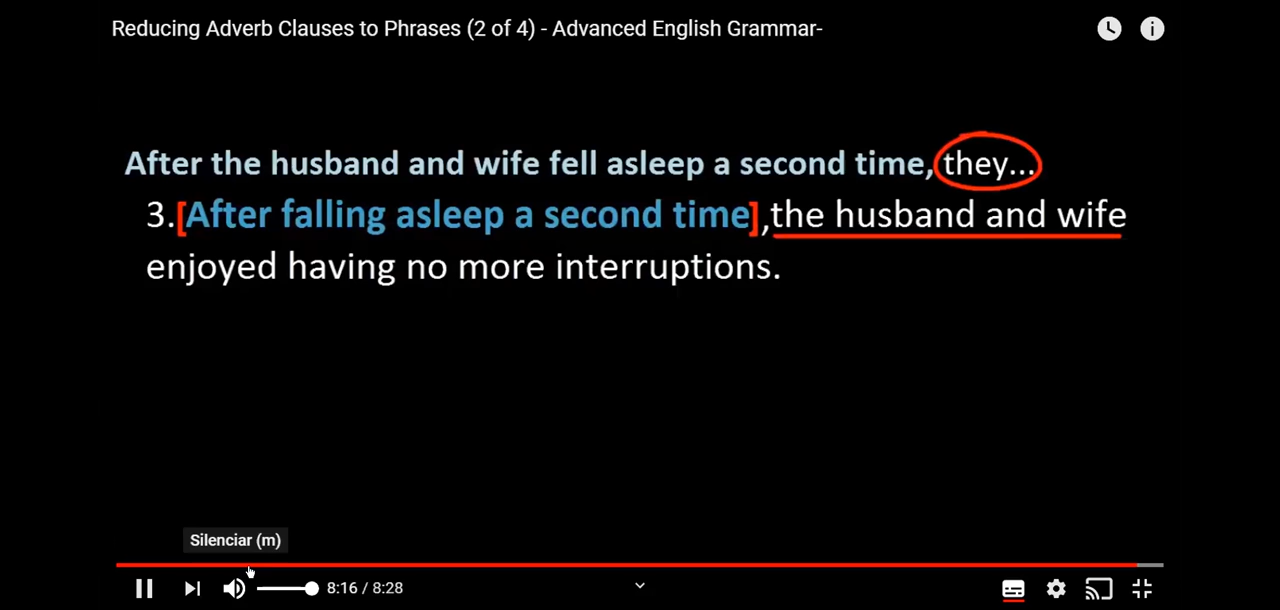 Reducing Adverb Clauses to Phrases (2 of 4) - Advanced English Grammar-
After the husband and wife fell asleep a second time, they...
3.[After falling asleep a second time],the husband and wife
enjoyed having no more interruptions.
Silenciar (m)
8:16 / 8:28